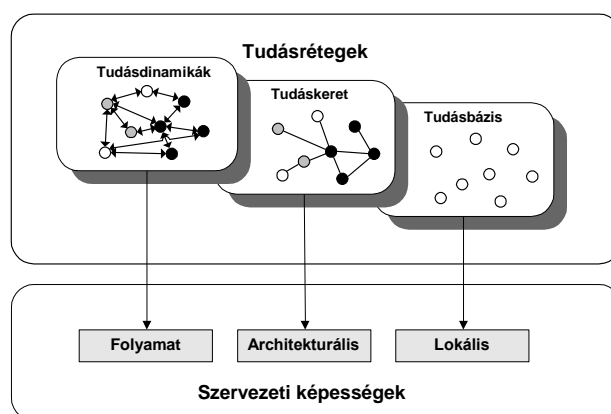 Tudásrétegek
Tudásdinamikák
Tudáskeret
Tudásbázis
Folyamat
Architekturális
Lokális
Szervezeti képességek